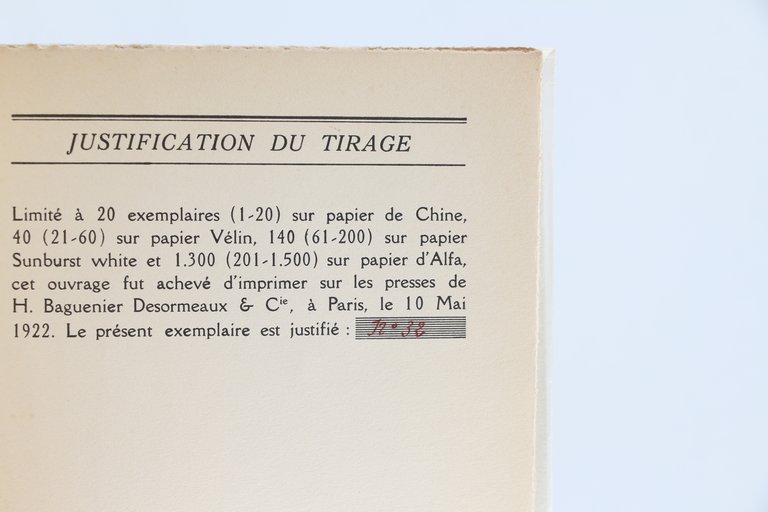 JUSTIFICATION DU TIRAGE
Limité à 20 exemplaires (1-20) sur papier de Chine,
40 (21-60) sur papier Vélin, 140 (61-200) sur papier
Sunburst white et 1.300 (201-1.500) sur papier d'Alfa,
cet ouvrage fut achevé d'imprimer sur les presses de
H. Baguenier Desormeaux & Cie, à Paris, le 10 Mai
1922. Le présent exemplaire est justifié : No 32